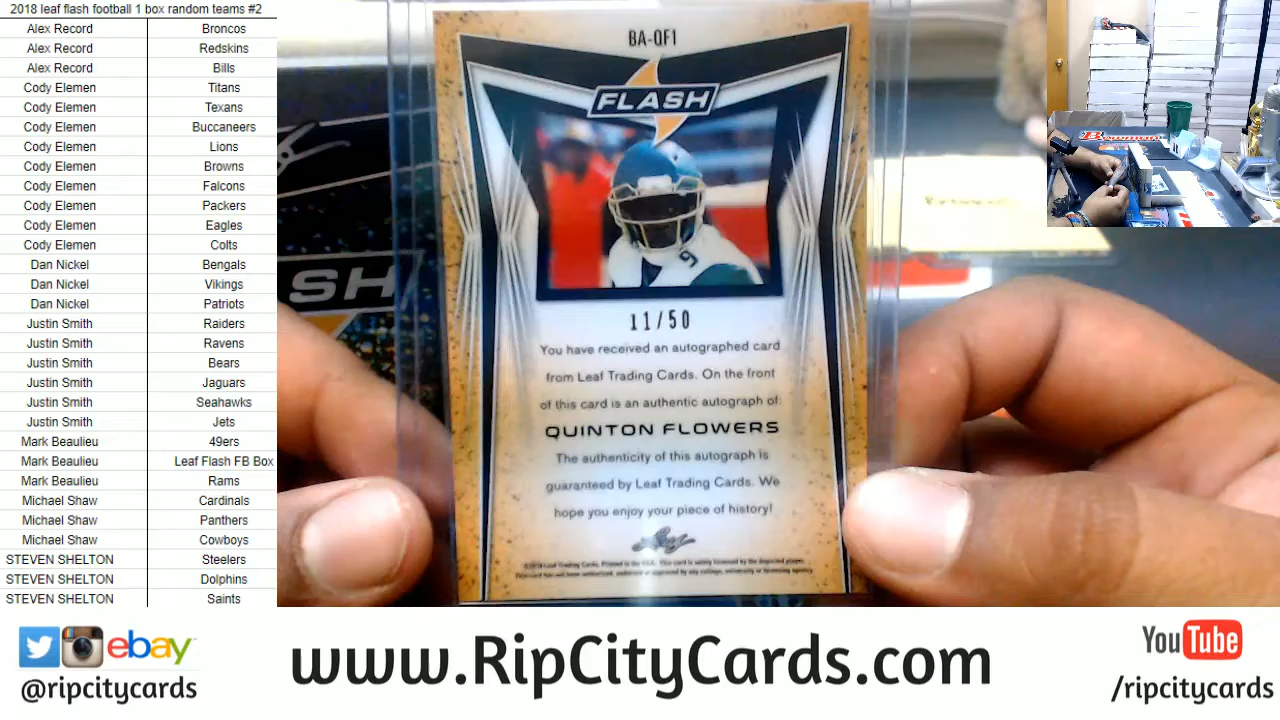 2018 leaf flash football 1 box random teams #2
Alex Record Broncos
Alex Record Redskins
Alex Record Bills
Cody Elemen Titans
Cody Elemen Texans
Cody Elemen Buccaneers
Cody Elemen Lions
Cody Elemen Browns
Cody Elemen Falcons
Cody Elemen Packers
Cody Elemen Eagles
Cody Elemen Colts
Dan Nickel Bengals
Dan Nickel Vikings
Dan Nickel Patriots
Justin Smith Raiders
Justin Smith Ravens
Justin Smith Bears
Justin Smith Jaguars
Justin Smith Seahawks
Justin Smith Jets
Mark Beaulieu 49ers
Mark Beaulieu Leaf Flash FB Box
Mark Beaulieu Rams
Michael Shaw Cardinals
Michael Shaw Panthers
Michael Shaw Cowboys
STEVEN SHELTON Steelers
STEVEN SHELTON Dolphins
STEVEN SHELTON Saints
BA-QF1
FLASH
9
11/50
You have received an autographed card
from Leaf Trading Cards. On the front
of this card is an authentic autograph of:
QUINTON FLOWERS
The authenticity of this autograph is
guaranteed by Leaf Trading Cards. We
hope you enjoy your piece of history!
Leaf
SH
Bowman
ebay
@ripcitycards
www.RipCityCards.com
YouTube
/ripcitycards